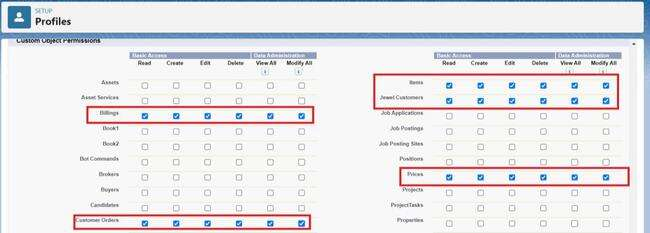 SETUP
Profiles
Custom Object Permissions
Basic Access Data Administration
Read Create Edit Delete View All Modify All
Assets
Asset Services
Billings
Book1
Book2
Bot Commands
Brokers
Buyers
Candidates
Customer Orders
Basic Access Data Administration
Read Create Edit Delete View All Modify All
Items
Jewel Customers
Job Applications
Job Postings
Job Posting Sites
Positions
Prices
Projects
ProjectTasks
Properties